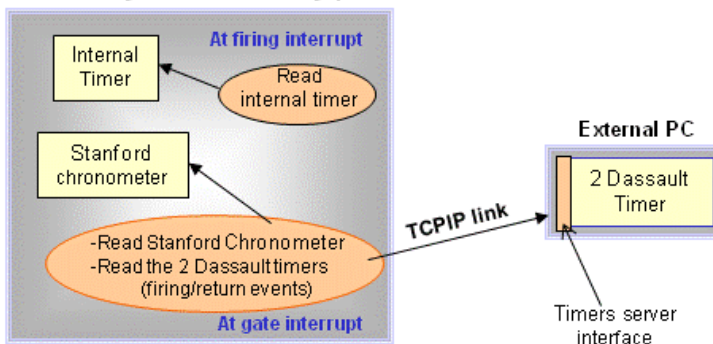 At firing interrupt
Internal
Timer
Read
internal timer
Stanford
chronometer
-Read Stanford Chronometer
-Read the 2 Dassault timers
(firing/return events)
At gate interrupt
TCPIP link
External PC
2 Dassault
Timer
Timers server
interface